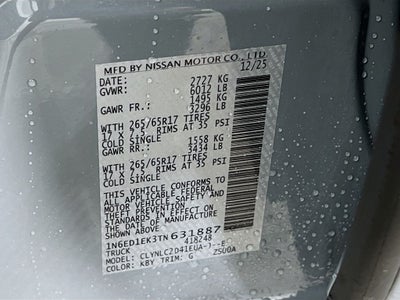 MFD BY NISSAN MOTOR CO., LTD
DATE: 12/25
GVWR: 2727 KG
6012 LB
GAWR FR: 1495 KG
3296 LB
WITH 265/65R17 TIRES
17 X 7.5 RIMS AT 35 PSI
COLD SINGLE
GAWR RR: 1558 KG
3434 LB
WITH 265/65R17 TIRES
17 X 7.5 RIMS AT 35 PSI
COLD SINGLE
THIS VEHICLE CONFORMS TO
ALL APPLICABLE FEDERAL
MOTOR VEHICLE SAFETY AND
THEFT PREVENTION STANDARDS
IN EFFECT ON THE DATE OF
MANUFACTURE SHOWN ABOVE.
1N6ED1EK3TN631887
TRUCK 418248
MODEL: CLYNLCZD41EUA-J--E
COLOR: KBY TRIM: G ZSU0A